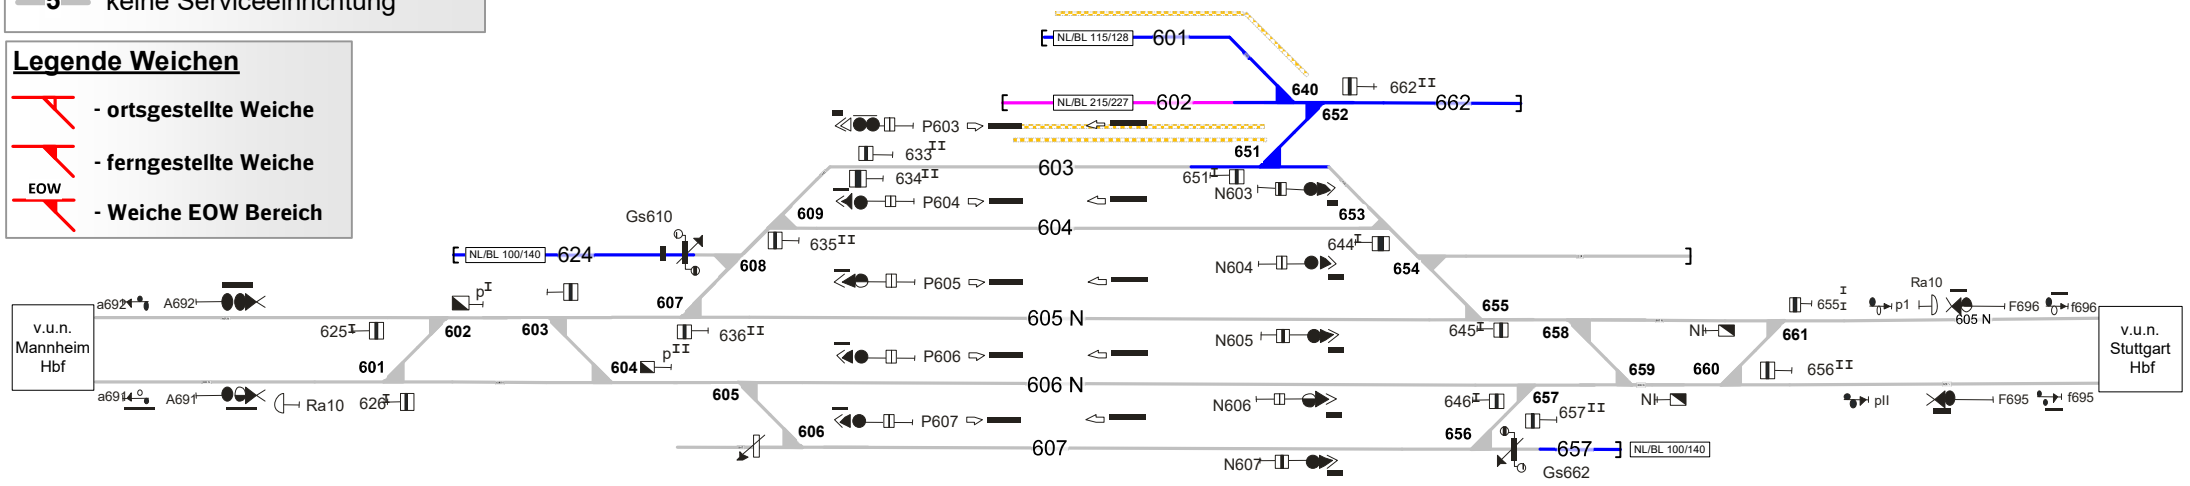 5 keine Serviceeinrichtung
Legende Weichen
- ortsgestellte Weiche
- ferngestellte Weiche
EOW
- Weiche EOW Bereich
NL/BL 115/128 601
640 662II
NL/BL 215/227 602 662
652
P603
633II
651
603
634II
651I
N603
P604
609
653
Gs610
604
635II
644I
NL/BL 100/140 624
608
N604
654
P605
a692 A692
pI
607
655
Ra10
655I
p1
F696
f696
v.u.n.
Mannheim
Hbf
625I
602
603
636II
605 N
N605
645I
658
NI
661
605 N
v.u.n.
Stuttgart
Hbf
pII
P606
601
604
659
660
656II
606 N
a691 A691
Ra10
626I
605
N606
646I
657
657II
NI
pII
F695
f695
P607
606
656
607
N607
657
NL/BL 100/140
Gs662